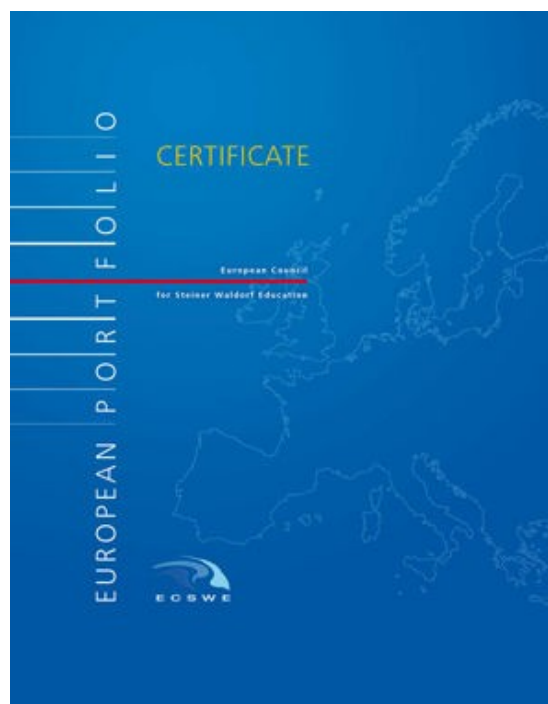 EUROPEAN PORTFOLIO
CERTIFICATE
European Council
for Steiner Waldorf Education
ECSWE